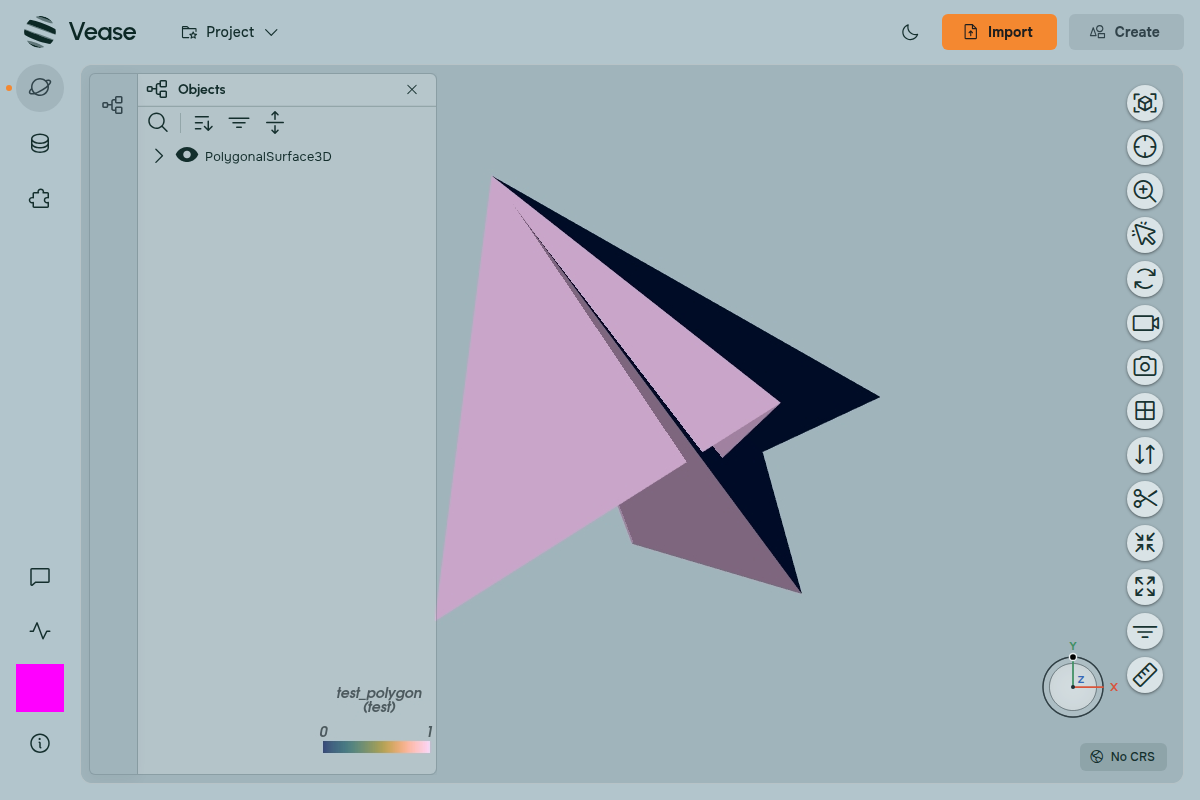 Vease
Project
Import
Create
Objects
PolygonalSurface3D
test_polygon
(test)
0 1
Y
Z
X
No CRS